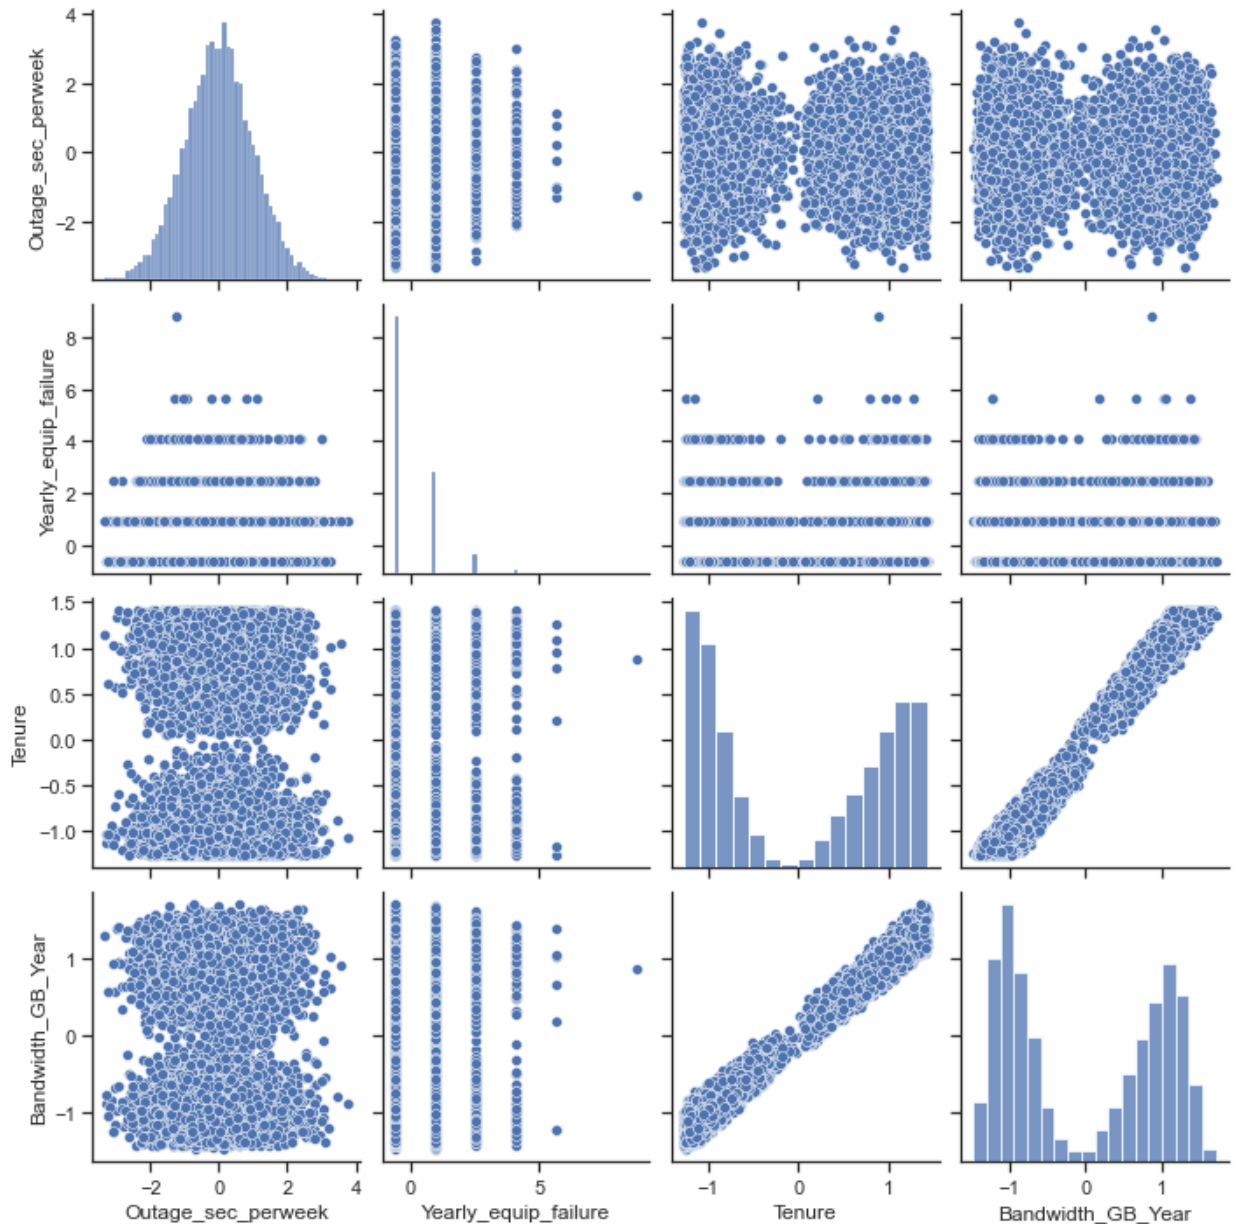 4
2
0
−2
Outage_sec_perweek
8
6
4
2
0
Yearly_equip_failure
1.5
1.0
0.5
0.0
−0.5
−1.0
Tenure
1
0
−1
Bandwidth_GB_Year
−2 0 2 4
Outage_sec_perweek
0 5
Yearly_equip_failure
−1 0 1
Tenure
−1 0 1
Bandwidth_GB_Year